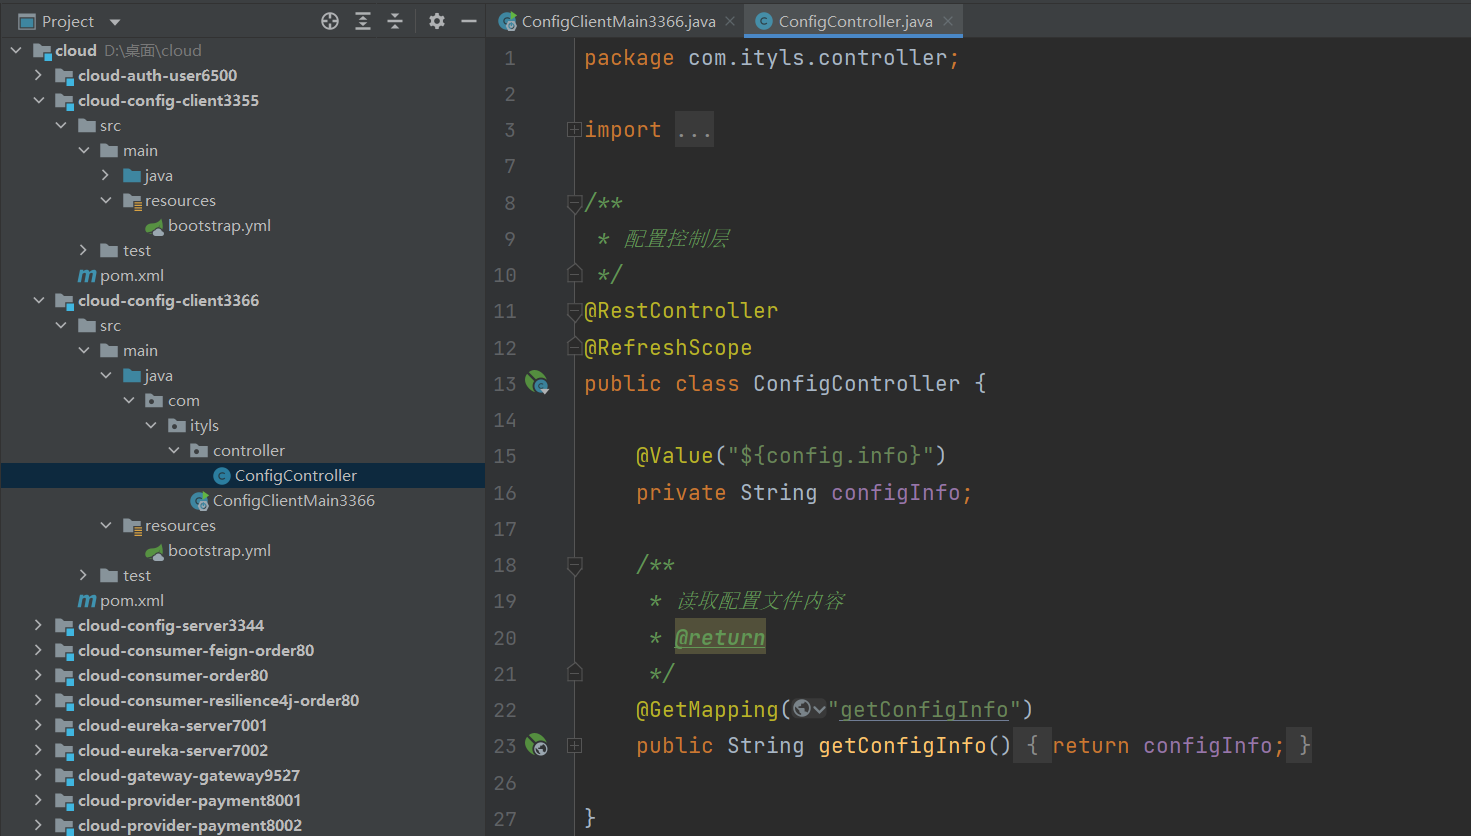 Project
cloud D:\桌面\cloud
cloud-auth-user6500
cloud-config-client3355
src
main
java
resources
bootstrap.yml
test
pom.xml
cloud-config-client3366
src
main
java
com
ityls
controller
ConfigController
ConfigClientMain3366
resources
bootstrap.yml
test
pom.xml
cloud-config-server3344
cloud-consumer-feign-order80
cloud-consumer-order80
cloud-consumer-resilience4j-order80
cloud-eureka-server7001
cloud-eureka-server7002
cloud-gateway-gateway9527
cloud-provider-payment8001
cloud-provider-payment8002
ConfigClientMain3366.java ConfigController.java
1 package com.ityls.controller;
2
3 import ...
7
8 /**
9 * 配置控制层
10 */
11 @RestController
12 @RefreshScope
13 public class ConfigController {
14
15 @Value("${config.info}")
16 private String configInfo;
17
18 /**
19 * 读取配置文件内容
20 * @return
21 */
22 @GetMapping("getConfigInfo")
23 public String getConfigInfo() { return configInfo; }
26
27 }